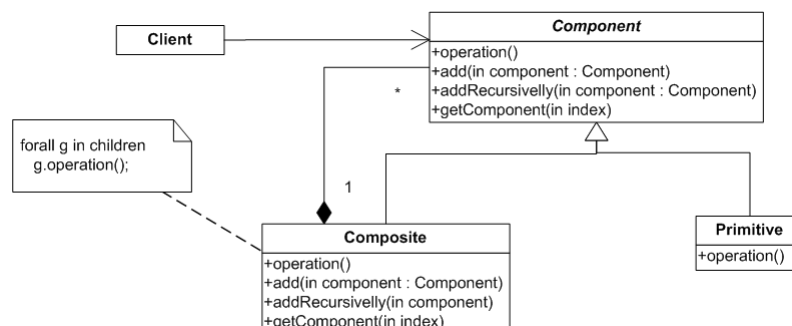 Client
Component
+operation()
+add(in component : Component)
+addRecursivelly(in component : Component)
+getComponent(in index)
*
forall g in children
g.operation();
1
Composite
+operation()
+add(in component : Component)
+addRecursivelly(in component)
+getComponent(in index)
Primitive
+operation()